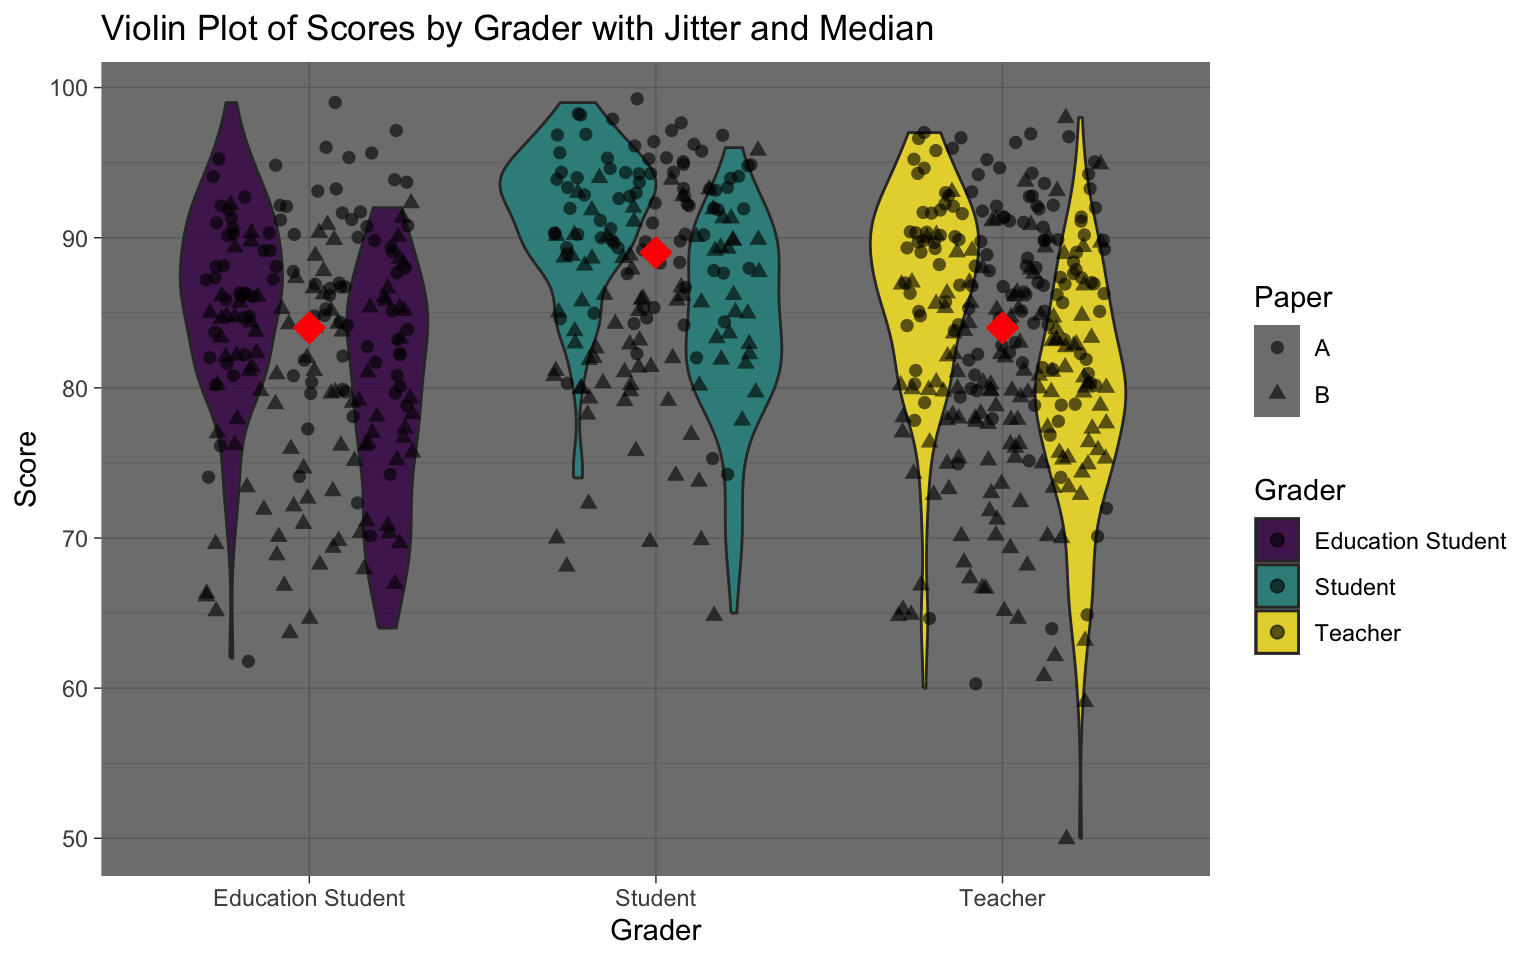 Violin Plot of Scores by Grader with Jitter and Median
Score
100
90
80
70
60
50
Education Student
Student
Teacher
Grader
Paper
A
B
Grader
Education Student
Student
Teacher